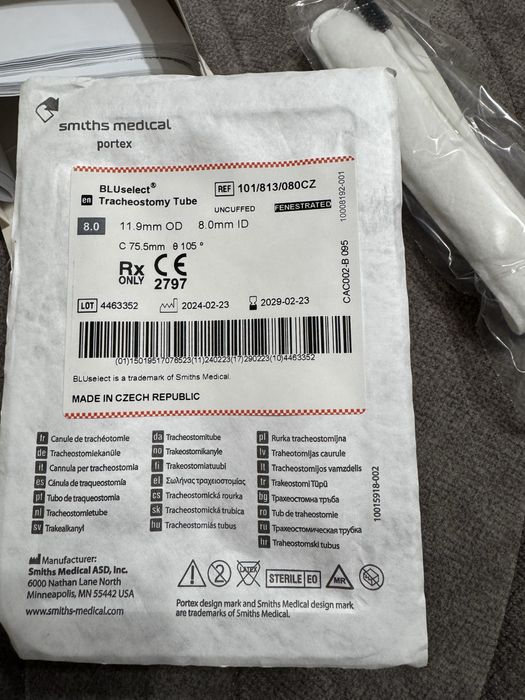 smiths medical
portex
BLUselect®
en Tracheostomy Tube
REF 101/813/080CZ
UNCUFFED FENESTRATED
8.0 11.9mm OD 8.0mm ID
C 75.5mm θ 105 °
Rx ONLY CE 2797
LOT 4463352 2024-02-23 2029-02-23
(01)15019517076523(11)240223(17)290223(10)4463352
BLUselect is a trademark of Smiths Medical.
MADE IN CZECH REPUBLIC
10008192-001
CAC002-B 095
fr Canule de trachéotomie
de Tracheostomiekanüle
it Cannula per tracheostomia
es Cánula de traqueostomía
pt Tubo de traqueostomia
nl Tracheostomietube
sv Trakealkanyl
da Tracheostomitube
no Trakeostomikanyle
fi Trakeostomiatuubi
el Σωλήνας τραχειοστομίας
cs Tracheostomická rourka
sk Tracheostomická trubica
hu Tracheostomiás tubus
pl Rurka tracheostomijna
lv Traheotomijas caurule
lt Tracheostomijos vamzdelis
tr Trakeostomi Tüpü
bg Трахеостомна тръба
ro Tub de traheostomie
ru Трахеостомическая трубка
hr Traheostomski tubus
10015918-002
Manufacturer:
Smiths Medical ASD, Inc.
6000 Nathan Lane North
Minneapolis, MN 55442 USA
www.smiths-medical.com
2 LATEX STERILE EO MR
Portex design mark and Smiths Medical design mark
are trademarks of Smiths Medical.